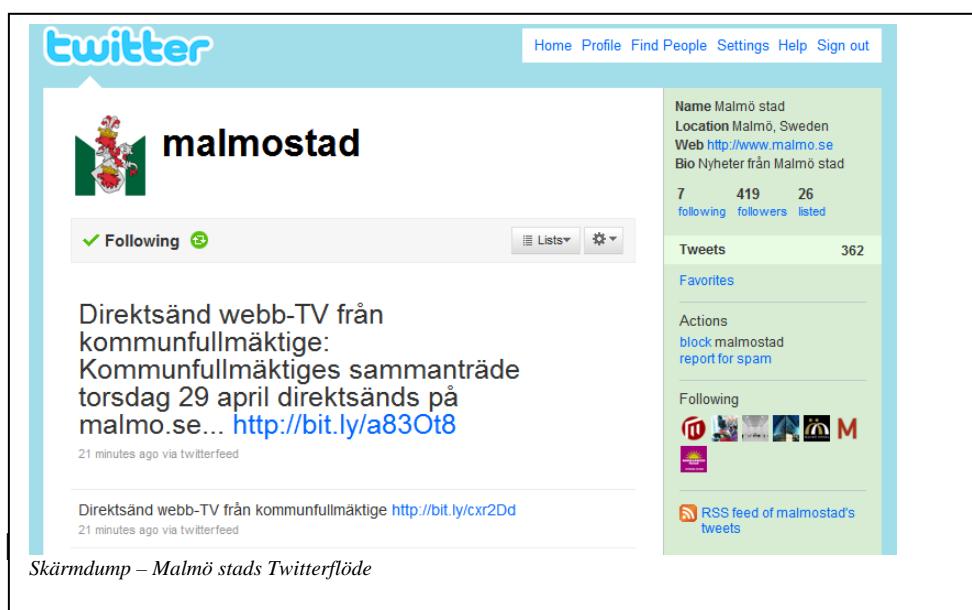 twitter
Home Profile Find People Settings Help Sign out
malmostad
Following
Lists
Direktsänd webb-TV från
kommunfullmäktige:
Kommunfullmäktiges sammanträde
torsdag 29 april direktsänds på
malmo.se... http://bit.ly/a83Ot8
21 minutes ago via twitterfeed
Direktsänd webb-TV från kommunfullmäktige http://bit.ly/cxr2Dd
21 minutes ago via twitterfeed
Name Malmö stad
Location Malmö, Sweden
Web http://www.malmo.se
Bio Nyheter från Malmö stad
7 419 26
following followers listed
Tweets 362
Favorites
Actions
block malmostad
report for spam
Following
M
RSS feed of malmostad's
tweets
Skärmdump – Malmö stads Twitterflöde